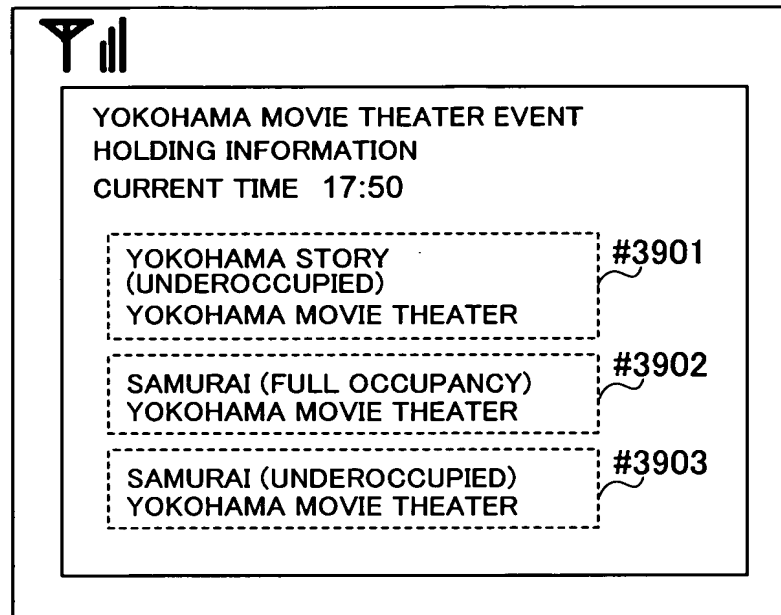 YOKOHAMA MOVIE THEATER EVENT
HOLDING INFORMATION
CURRENT TIME 17:50
YOKOHAMA STORY
(UNDEROCCUPIED)
YOKOHAMA MOVIE THEATER
#3901
SAMURAI (FULL OCCUPANCY)
YOKOHAMA MOVIE THEATER
#3902
SAMURAI (UNDEROCCUPIED)
YOKOHAMA MOVIE THEATER
#3903